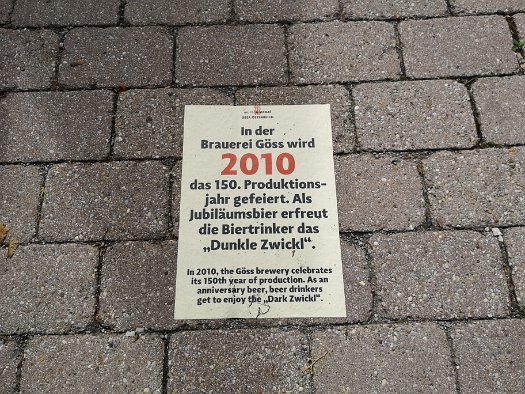 In der
Brauerei Göss wird
2010
das 150. Produktions-
jahr gefeiert. Als
Jubiläumsbier erfreut
die Biertrinker das
„Dunkle Zwickl“.
In 2010, the Göss brewery celebrates
its 150th year of production. As an
anniversary beer, beer drinkers
get to enjoy the „Dark Zwickl“.